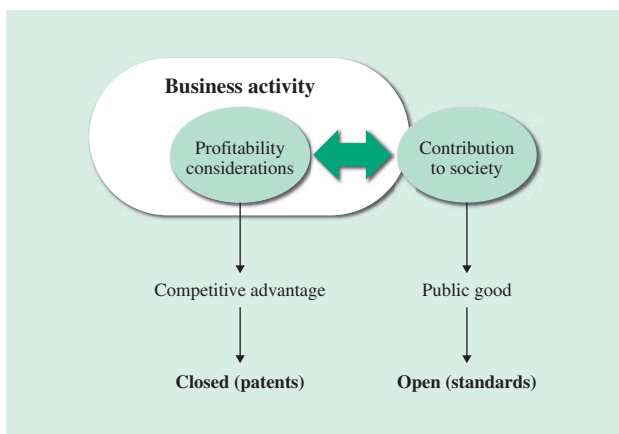 Business activity
Profitability
considerations
Contribution
to society
Competitive advantage
Public good
Closed (patents)
Open (standards)